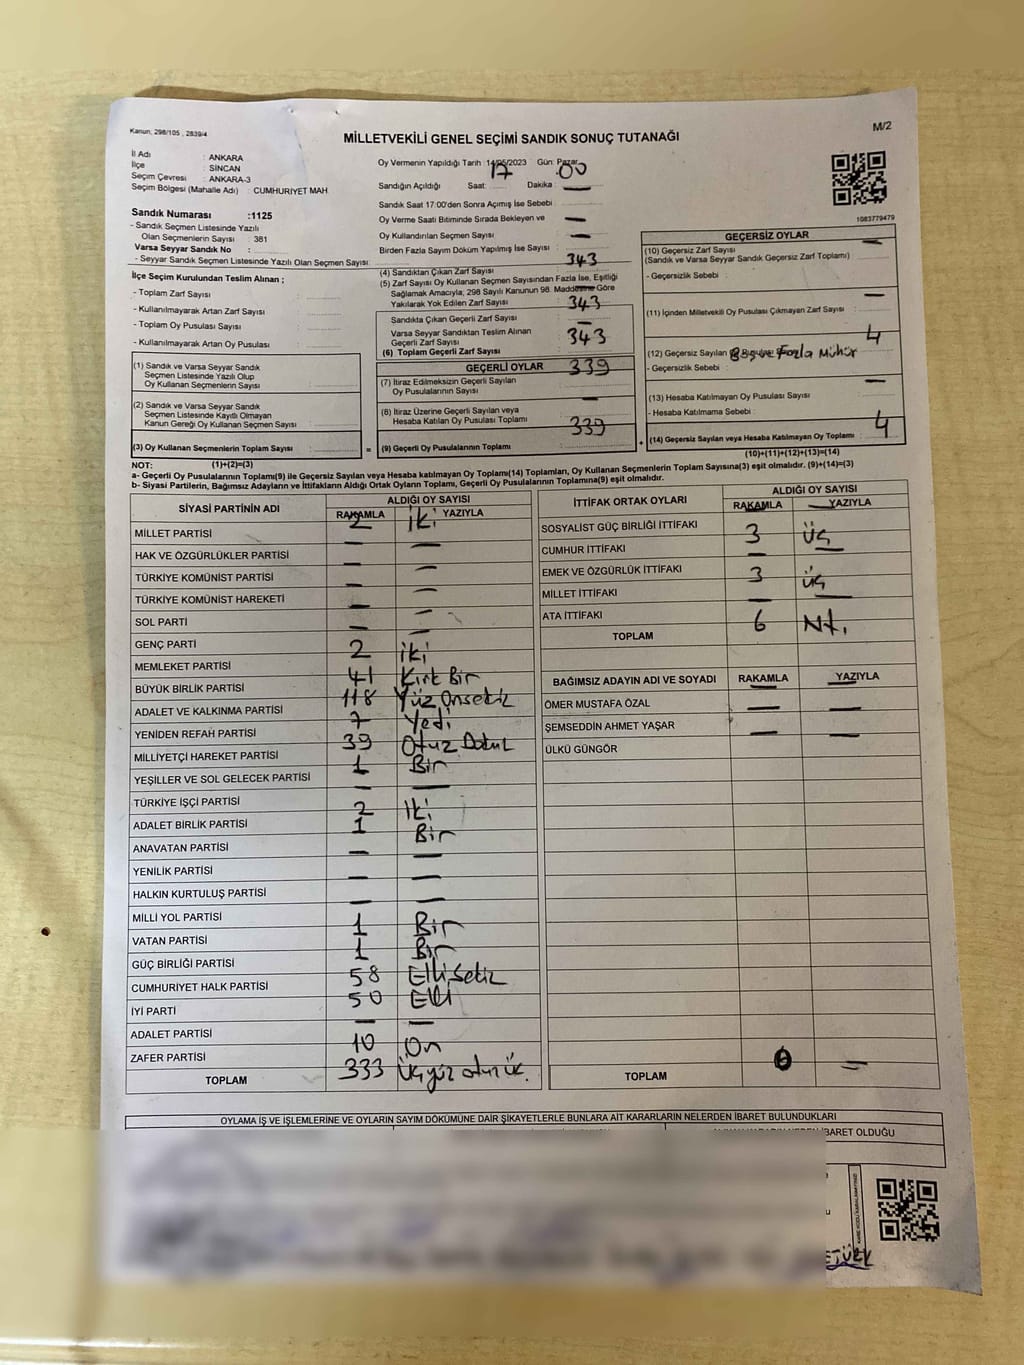 Kanun, 298/105 , 2839/4
M/2
MİLLETVEKİLİ GENEL SEÇİMİ SANDIK SONUÇ TUTANAĞI
İl Adı : ANKARA
İlçe : SİNCAN
Seçim Çevresi : ANKARA-3
Seçim Bölgesi (Mahalle Adı) : CUMHURİYET MAH
Sandık Numarası :1125
- Sandık Seçmen Listesinde Yazılı
Olan Seçmenlerin Sayısı : 381
Varsa Seyyar Sandık No :
- Seyyar Sandık Seçmen Listesinde Yazılı Olan Seçmen Sayısı:
İlçe Seçim Kurulundan Teslim Alınan ;
- Toplam Zarf Sayısı :
- Kullanılmayarak Artan Zarf Sayısı :
- Toplam Oy Pusulası Sayısı :
- Kullanılmayarak Artan Oy Pusulası :
(1) Sandık ve Varsa Seyyar Sandık
Seçmen Listesinde Yazılı Olup
Oy Kullanan Seçmenlerin Sayısı :
(2) Sandık ve Varsa Seyyar Sandık
Seçmen Listesinde Kayıtlı Olmayan
Kanun Gereği Oy Kullanan Seçmen Sayısı :
(3) Oy Kullanan Seçmenlerin Toplam Sayısı :
Oy Vermenin Yapıldığı Tarih : 14/05/2023 Gün: Pazar
Sandığın Açıldığı Saat: 17 Dakika : 00
Sandık Saat 17:00'den Sonra Açımış İse Sebebi : —
Oy Verme Saati Bitiminde Sırada Bekleyen ve
Oy Kullandırılan Seçmen Sayısı : —
Birden Fazla Sayım Döküm Yapılmış İse Sayısı : —
(4) Sandıktan Çıkan Zarf Sayısı : 343
(5) Zarf Sayısı Oy Kullanan Seçmen Sayısından Fazla İse, Eşitliği
Sağlamak Amacıyla, 298 Sayılı Kanunun 98. Maddesine Göre
Yakılarak Yok Edilen Zarf Sayısı :
Sandıkta Çıkan Geçerli Zarf Sayısı : 343
Varsa Seyyar Sandıktan Teslim Alınan
Geçerli Zarf Sayısı : —
(6) Toplam Geçerli Zarf Sayısı : 343
GEÇERLİ OYLAR
(7) İtiraz Edilmeksizin Geçerli Sayılan
Oy Pusulalarının Sayısı : 339
(8) İtiraz Üzerine Geçerli Sayılan veya
Hesaba Katılan Oy Pusulası Toplamı : —
= (9) Geçerli Oy Pusulalarının Toplamı : 339
1083779479
GEÇERSİZ OYLAR
(10) Geçersiz Zarf Sayısı : —
(Sandık ve Varsa Seyyar Sandık Geçersiz Zarf Toplamı)
- Geçersizlik Sebebi :
(11) İçinden Milletvekili Oy Pusulası Çıkmayan Zarf Sayısı : —
(12) Geçersiz Sayılan 4
- Geçersizlik Sebebi : Fazla Mühür
(13) Hesaba Katılmayan Oy Pusulası Sayısı : —
- Hesaba Katılmama Sebebi :
+ (14) Geçersiz Sayılan veya Hesaba Katılmayan Oy Toplamı : 4
NOT: (1)+(2)=(3) (10)+(11)+(12)+(13)=(14)
a- Geçerli Oy Pusulalarının Toplamı(9) ile Geçersiz Sayılan veya Hesaba katılmayan Oy Toplamı(14) Toplamları, Oy Kullanan Seçmenlerin Toplam Sayısına(3) eşit olmalıdır. (9)+(14)=(3)
b- Siyasi Partilerin, Bağımsız Adayların ve İttifakların Aldığı Ortak Oyların Toplamı, Geçerli Oy Pusulalarının Toplamına(9) eşit olmalıdır.
SİYASİ PARTİNİN ADI ALDIĞI OY SAYISI
RAKAMLA YAZIYLA
MİLLET PARTİSİ 2 İki
HAK VE ÖZGÜRLÜKLER PARTİSİ — —
TÜRKİYE KOMÜNİST PARTİSİ — —
TÜRKİYE KOMÜNİST HAREKETİ — —
SOL PARTİ — —
GENÇ PARTİ — —
MEMLEKET PARTİSİ 2 İki
BÜYÜK BİRLİK PARTİSİ 41 Kırk Bir
ADALET VE KALKINMA PARTİSİ 118 Yüz Onsekiz
YENİDEN REFAH PARTİSİ 7 Yedi
MİLLİYETÇİ HAREKET PARTİSİ 39 Otuz Dokuz
YEŞİLLER VE SOL GELECEK PARTİSİ 1 Bir
TÜRKİYE İŞÇİ PARTİSİ — —
ADALET BİRLİK PARTİSİ 2 İki
ANAVATAN PARTİSİ 1 Bir
YENİLİK PARTİSİ — —
HALKIN KURTULUŞ PARTİSİ — —
MİLLİ YOL PARTİSİ — —
VATAN PARTİSİ 1 Bir
GÜÇ BİRLİĞİ PARTİSİ 1 Bir
CUMHURİYET HALK PARTİSİ 58 Ellisekiz
İYİ PARTİ 50 Elli
ADALET PARTİSİ — —
ZAFER PARTİSİ 10 On
TOPLAM 333 Üçyüz otuz üç.
İTTİFAK ORTAK OYLARI ALDIĞI OY SAYISI
RAKAMLA YAZIYLA
SOSYALİST GÜÇ BİRLİĞİ İTTİFAKI — —
CUMHUR İTTİFAKI 3 Üç
EMEK VE ÖZGÜRLÜK İTTİFAKI — —
MİLLET İTTİFAKI 3 üç
ATA İTTİFAKI — —
TOPLAM 6
BAĞIMSIZ ADAYIN ADI VE SOYADI RAKAMLA YAZIYLA
ÖMER MUSTAFA ÖZAL — —
ŞEMSEDDİN AHMET YAŞAR — —
ÜLKÜ GÜNGÖR — —
TOPLAM 0 —
OYLAMA İŞ VE İŞLEMLERİNE VE OYLARIN SAYIM DÖKÜMÜNE DAİR ŞİKAYETLERLE BUNLARA AİT KARARLARIN NELERDEN İBARET BULUNDUKLARI
İBARET OLDUĞU